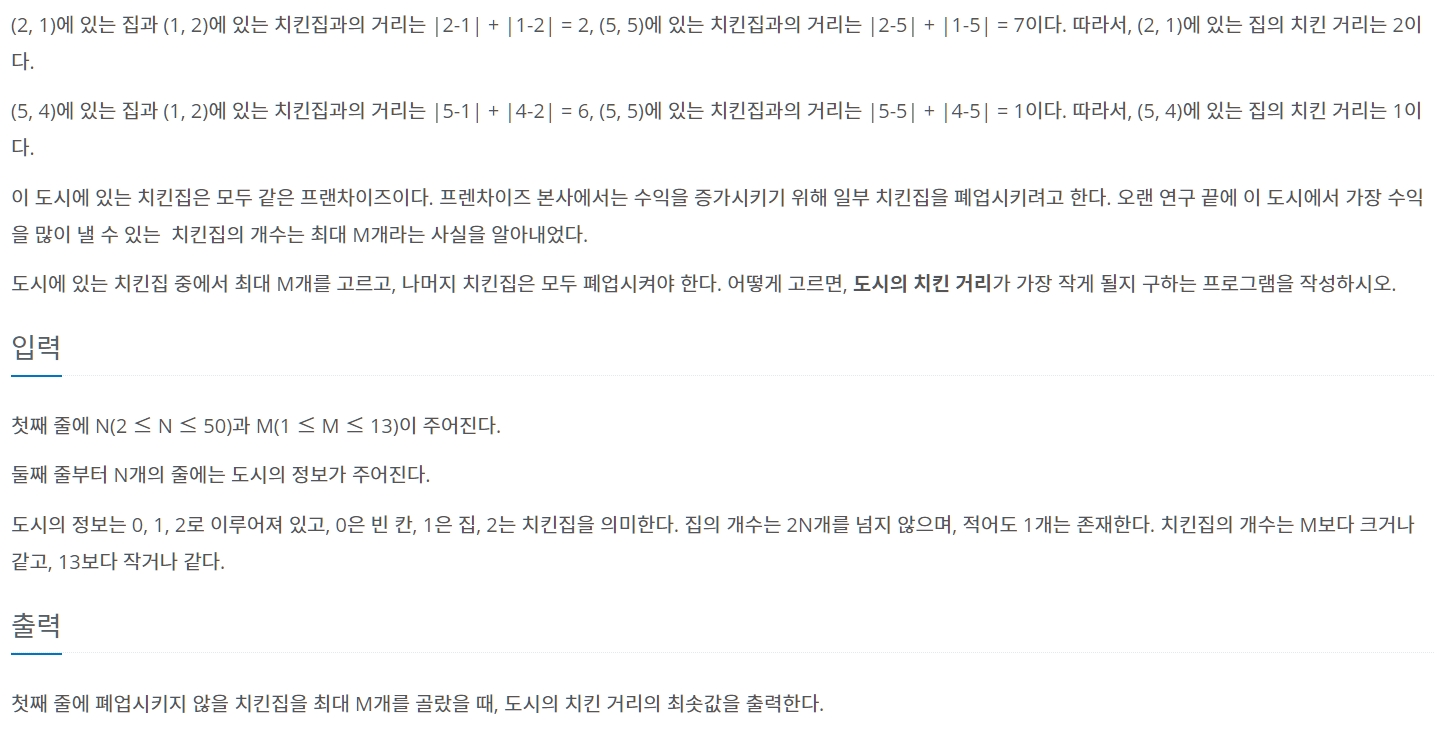 (2, 1)에 있는 집과 (1, 2)에 있는 치킨집과의 거리는 |2-1| + |1-2| = 2, (5, 5)에 있는 치킨집과의 거리는 |2-5| + |1-5| = 7이다. 따라서, (2, 1)에 있는 집의 치킨 거리는 2이
다.
(5, 4)에 있는 집과 (1, 2)에 있는 치킨집과의 거리는 |5-1| + |4-2| = 6, (5, 5)에 있는 치킨집과의 거리는 |5-5| + |4-5| = 1이다. 따라서, (5, 4)에 있는 집의 치킨 거리는 1이
다.
이 도시에 있는 치킨집은 모두 같은 프랜차이즈이다. 프렌차이즈 본사에서는 수익을 증가시키기 위해 일부 치킨집을 폐업시키려고 한다. 오랜 연구 끝에 이 도시에서 가장 수익
을 많이 낼 수 있는  치킨집의 개수는 최대 M개라는 사실을 알아내었다.
도시에 있는 치킨집 중에서 최대 M개를 고르고, 나머지 치킨집은 모두 폐업시켜야 한다. 어떻게 고르면, 도시의 치킨 거리가 가장 작게 될지 구하는 프로그램을 작성하시오.
입력
첫째 줄에 N(2 ≤ N ≤ 50)과 M(1 ≤ M ≤ 13)이 주어진다.
둘째 줄부터 N개의 줄에는 도시의 정보가 주어진다.
도시의 정보는 0, 1, 2로 이루어져 있고, 0은 빈 칸, 1은 집, 2는 치킨집을 의미한다. 집의 개수는 2N개를 넘지 않으며, 적어도 1개는 존재한다. 치킨집의 개수는 M보다 크거나
같고, 13보다 작거나 같다.
출력
첫째 줄에 폐업시키지 않을 치킨집을 최대 M개를 골랐을 때, 도시의 치킨 거리의 최솟값을 출력한다.